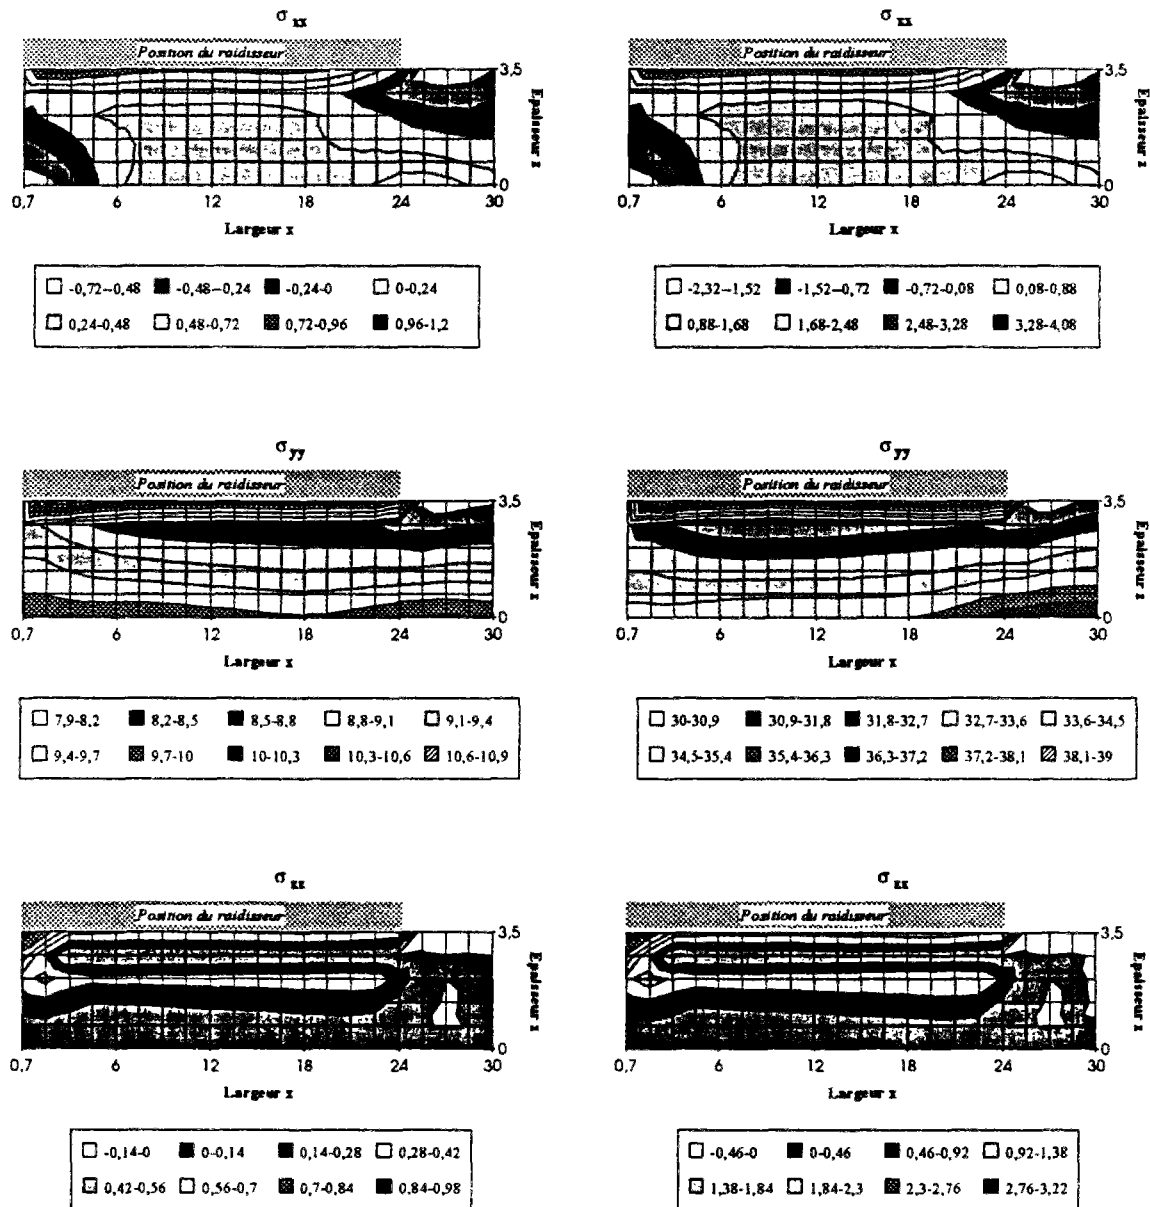 σ xx
Position du raidisseur
3,5
Epaisseur z
0
0,7 6 12 18 24 30
Largeur x
-0,72--0,48 -0,48--0,24 -0,24-0 0-0,24
0,24-0,48 0,48-0,72 0,72-0,96 0,96-1,2
σ xx
Position du raidisseur
3,5
Epaisseur z
0
0,7 6 12 18 24 30
Largeur x
-2,32--1,52 -1,52--0,72 -0,72-0,08 0,08-0,88
0,88-1,68 1,68-2,48 2,48-3,28 3,28-4,08
σ yy
Position du raidisseur
3,5
Epaisseur z
0
0,7 6 12 18 24 30
Largeur x
7,9-8,2 8,2-8,5 8,5-8,8 8,8-9,1 9,1-9,4
9,4-9,7 9,7-10 10-10,3 10,3-10,6 10,6-10,9
σ yy
Position du raidisseur
3,5
Epaisseur z
0
0,7 6 12 18 24 30
Largeur x
30-30,9 30,9-31,8 31,8-32,7 32,7-33,6 33,6-34,5
34,5-35,4 35,4-36,3 36,3-37,2 37,2-38,1 38,1-39
σ
Position du raidisseur
3,5
Epaisseur z
0
0,7 6 12 18 24 30
Largeur x
-0,14-0 0-0,14 0,14-0,28 0,28-0,42
0,42-0,56 0,56-0,7 0,7-0,84 0,84-0,98
σ
Position du raidisseur
3,5
Epaisseur z
0
0,7 6 12 18 24 30
Largeur x
-0,46-0 0-0,46 0,46-0,92 0,92-1,38
1,38-1,84 1,84-2,3 2,3-2,76 2,76-3,22